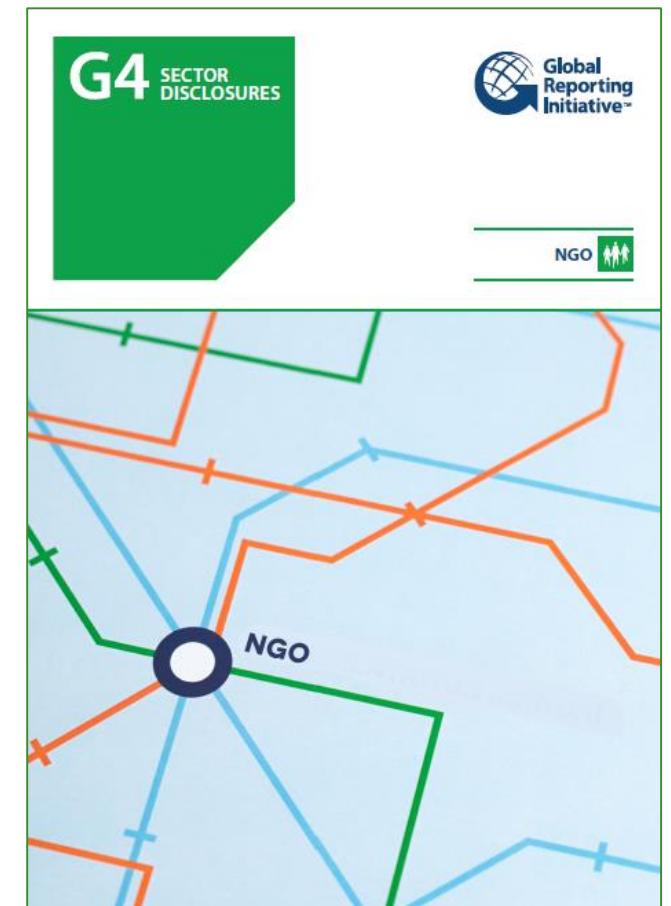 G4 SECTOR
DISCLOSURES
Global
Reporting
Initiative™
NGO
NGO